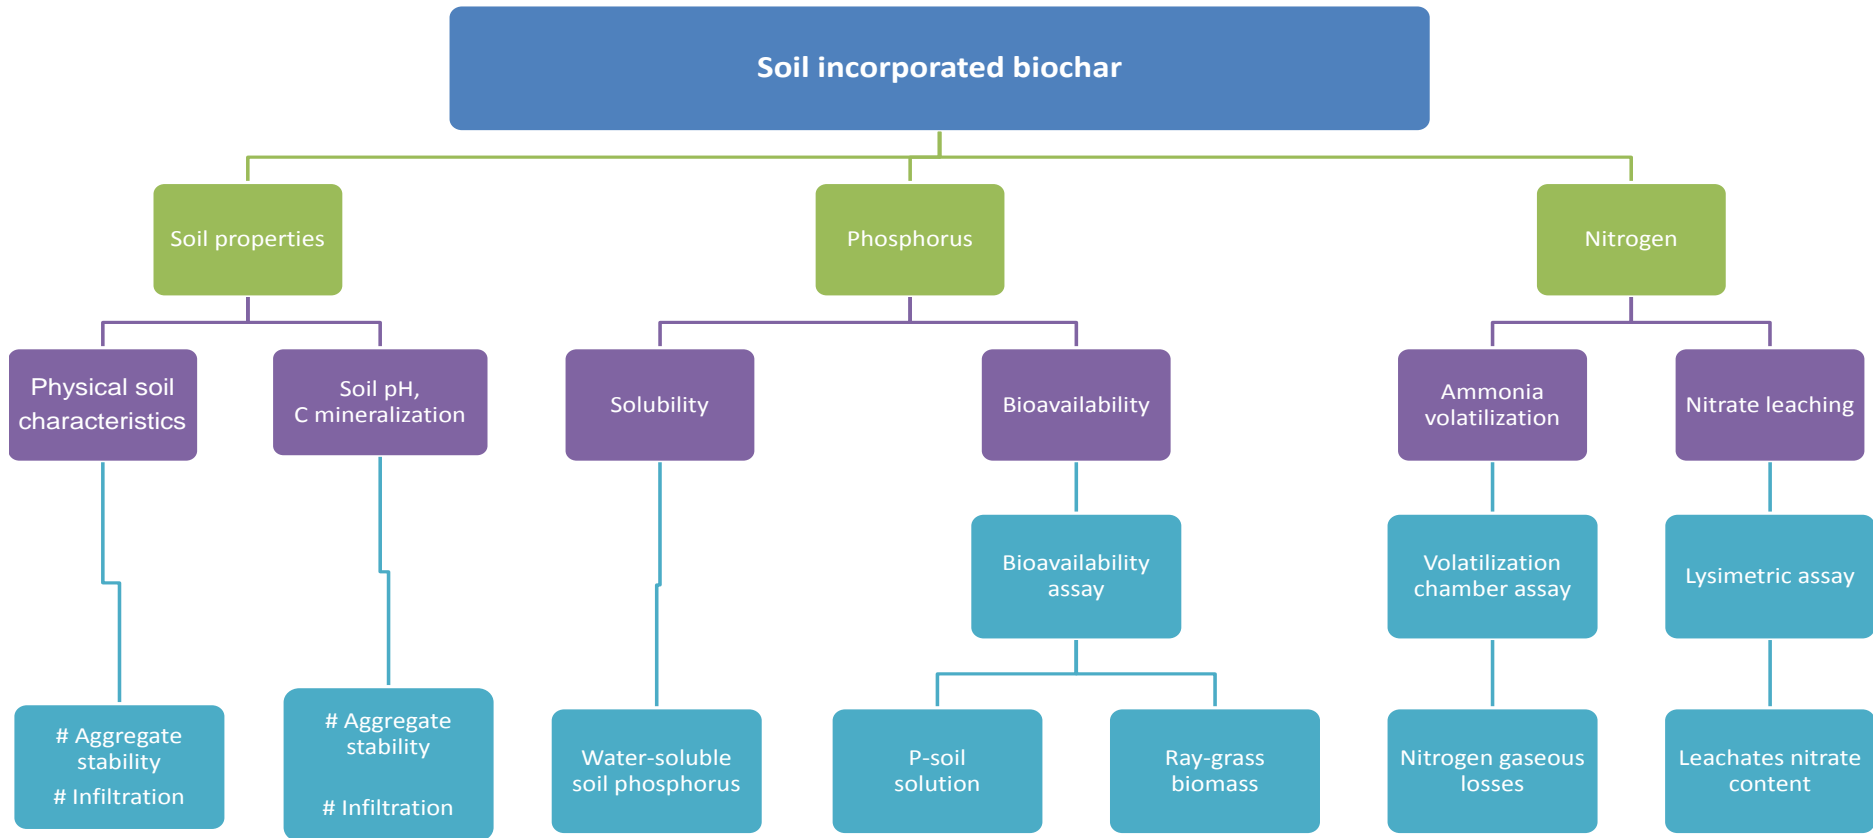 Soil incorporated biochar
Soil properties
Phosphorus
Nitrogen
Physical soil
characteristics
Soil pH,
C mineralization
Solubility
Bioavailability
Ammonia
volatilization
Nitrate leaching
Bioavailability
assay
Volatilization
chamber assay
Lysimetric assay
# Aggregate
stability
# Infiltration
# Aggregate
stability
# Infiltration
Water-soluble
soil phosphorus
P-soil
solution
Ray-grass
biomass
Nitrogen gaseous
losses
Leachates nitrate
content